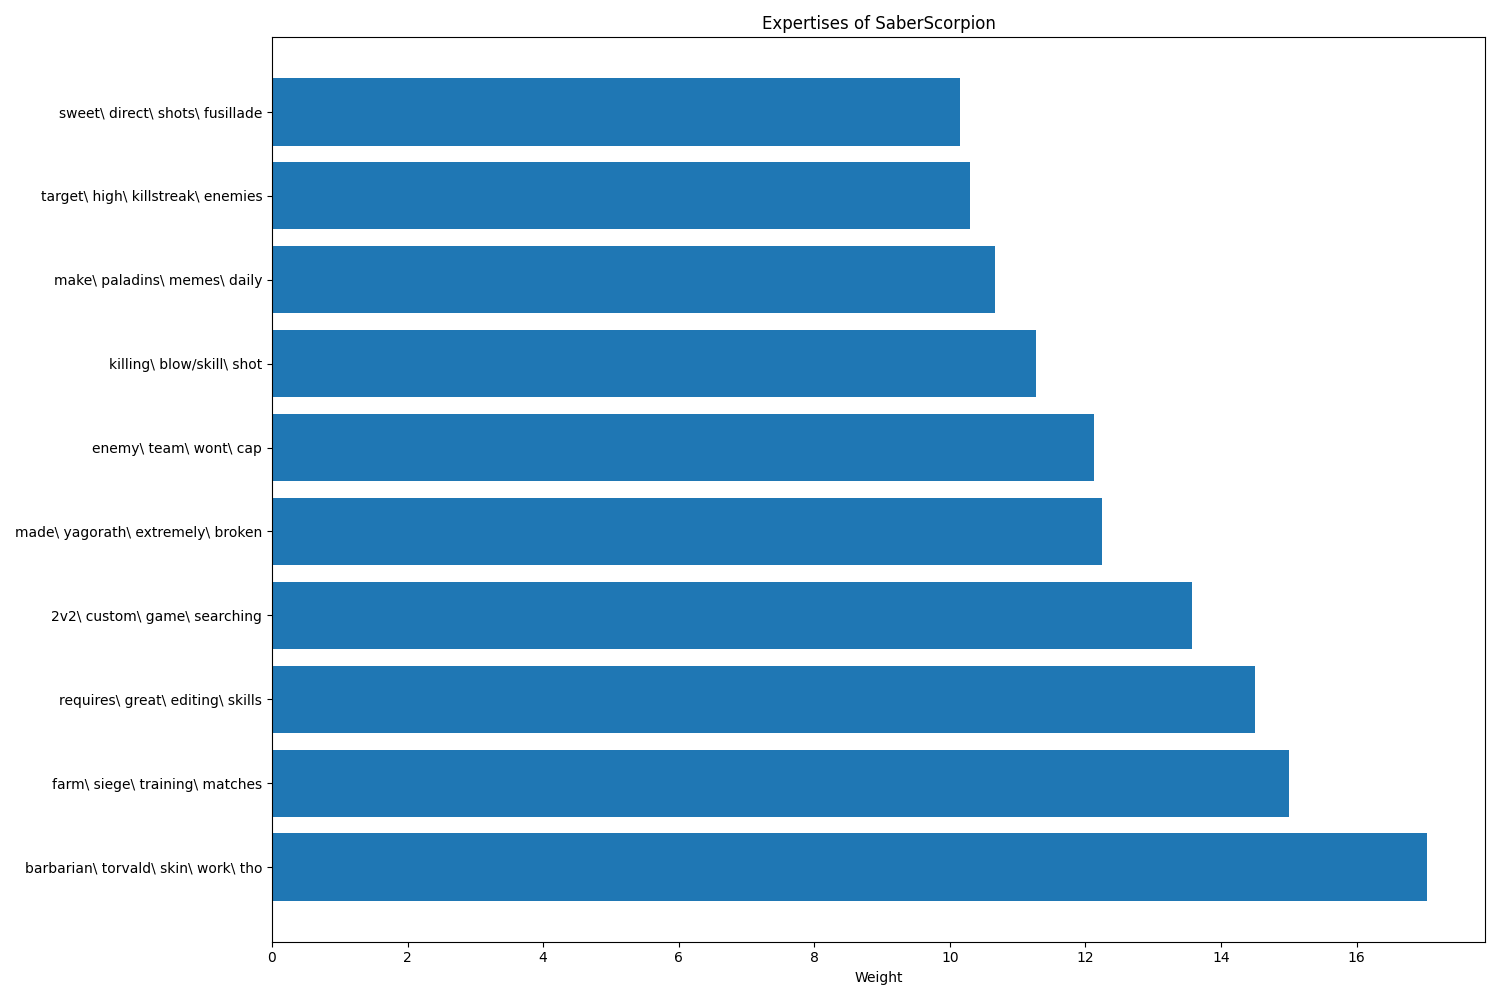 Expertises of SaberScorpion
sweet\ direct\ shots\ fusillade
target\ high\ killstreak\ enemies
make\ paladins\ memes\ daily
killing\ blow/skill\ shot
enemy\ team\ wont\ cap
made\ yagorath\ extremely\ broken
2v2\ custom\ game\ searching
requires\ great\ editing\ skills
farm\ siege\ training\ matches
barbarian\ torvald\ skin\ work\ tho
0 2 4 6 8 10 12 14 16
Weight